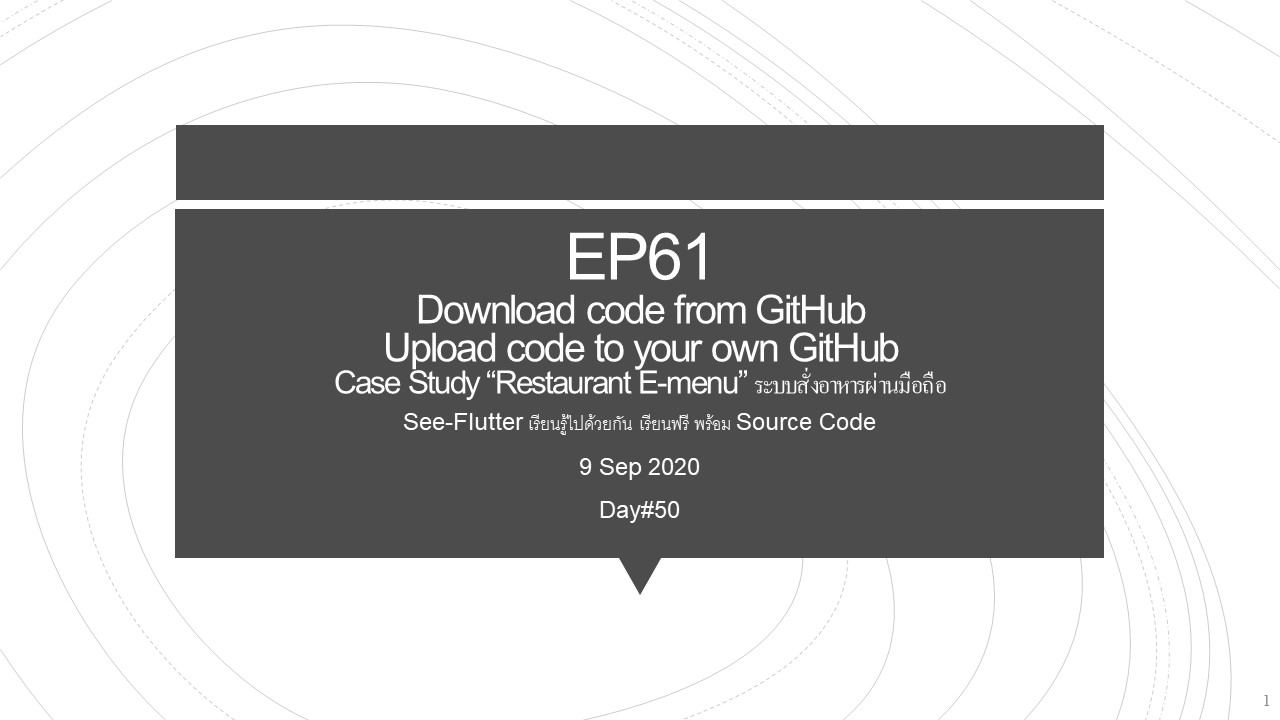 EP61
Download code from GitHub
Upload code to your own GitHub
Case Study “Restaurant E-menu” ระบบสั่งอาหารผ่านมือถือ
See-Flutter เรียนรู้ไปด้วยกัน เรียนฟรี พร้อม Source Code
9 Sep 2020
Day#50
1